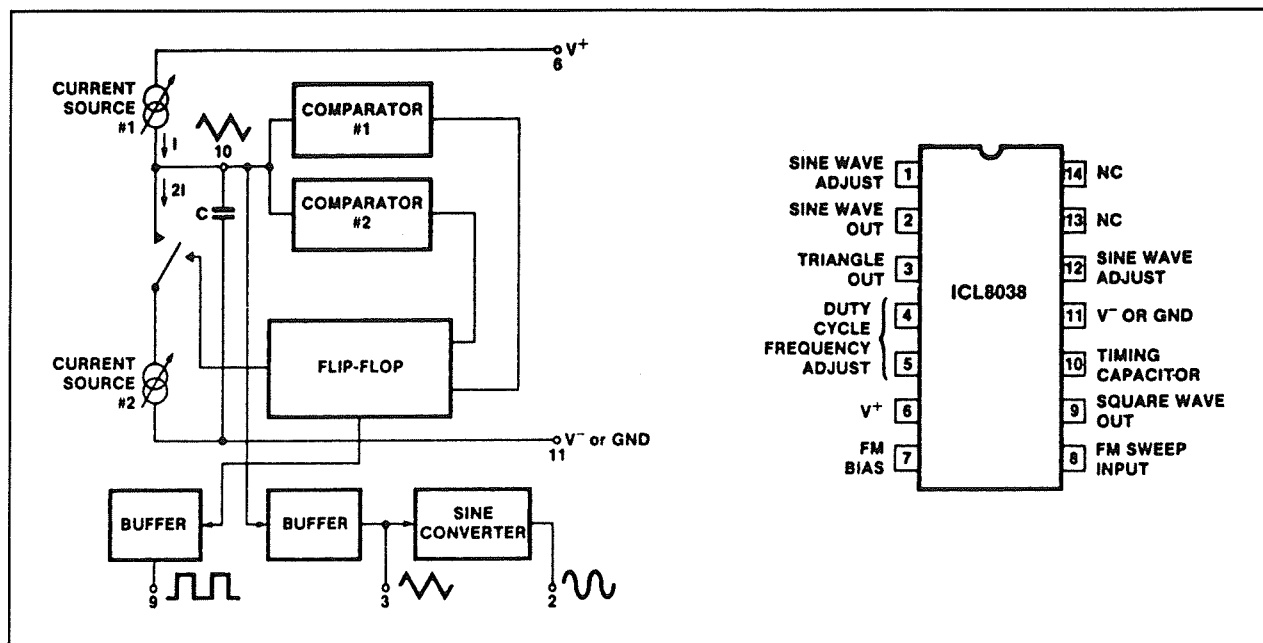 V+
6
CURRENT
SOURCE
#1
I
10
COMPARATOR
#1
2I
C
COMPARATOR
#2
FLIP-FLOP
CURRENT
SOURCE
#2
V- or GND
11
BUFFER
BUFFER
SINE
CONVERTER
9
3
2
ICL8038
SINE WAVE
ADJUST
1
SINE WAVE
OUT
2
TRIANGLE
OUT
3
DUTY
CYCLE
FREQUENCY
ADJUST
4
5
V+
6
FM
BIAS
7
14
NC
13
NC
12
SINE WAVE
ADJUST
11
V- OR GND
10
TIMING
CAPACITOR
9
SQUARE WAVE
OUT
8
FM SWEEP
INPUT